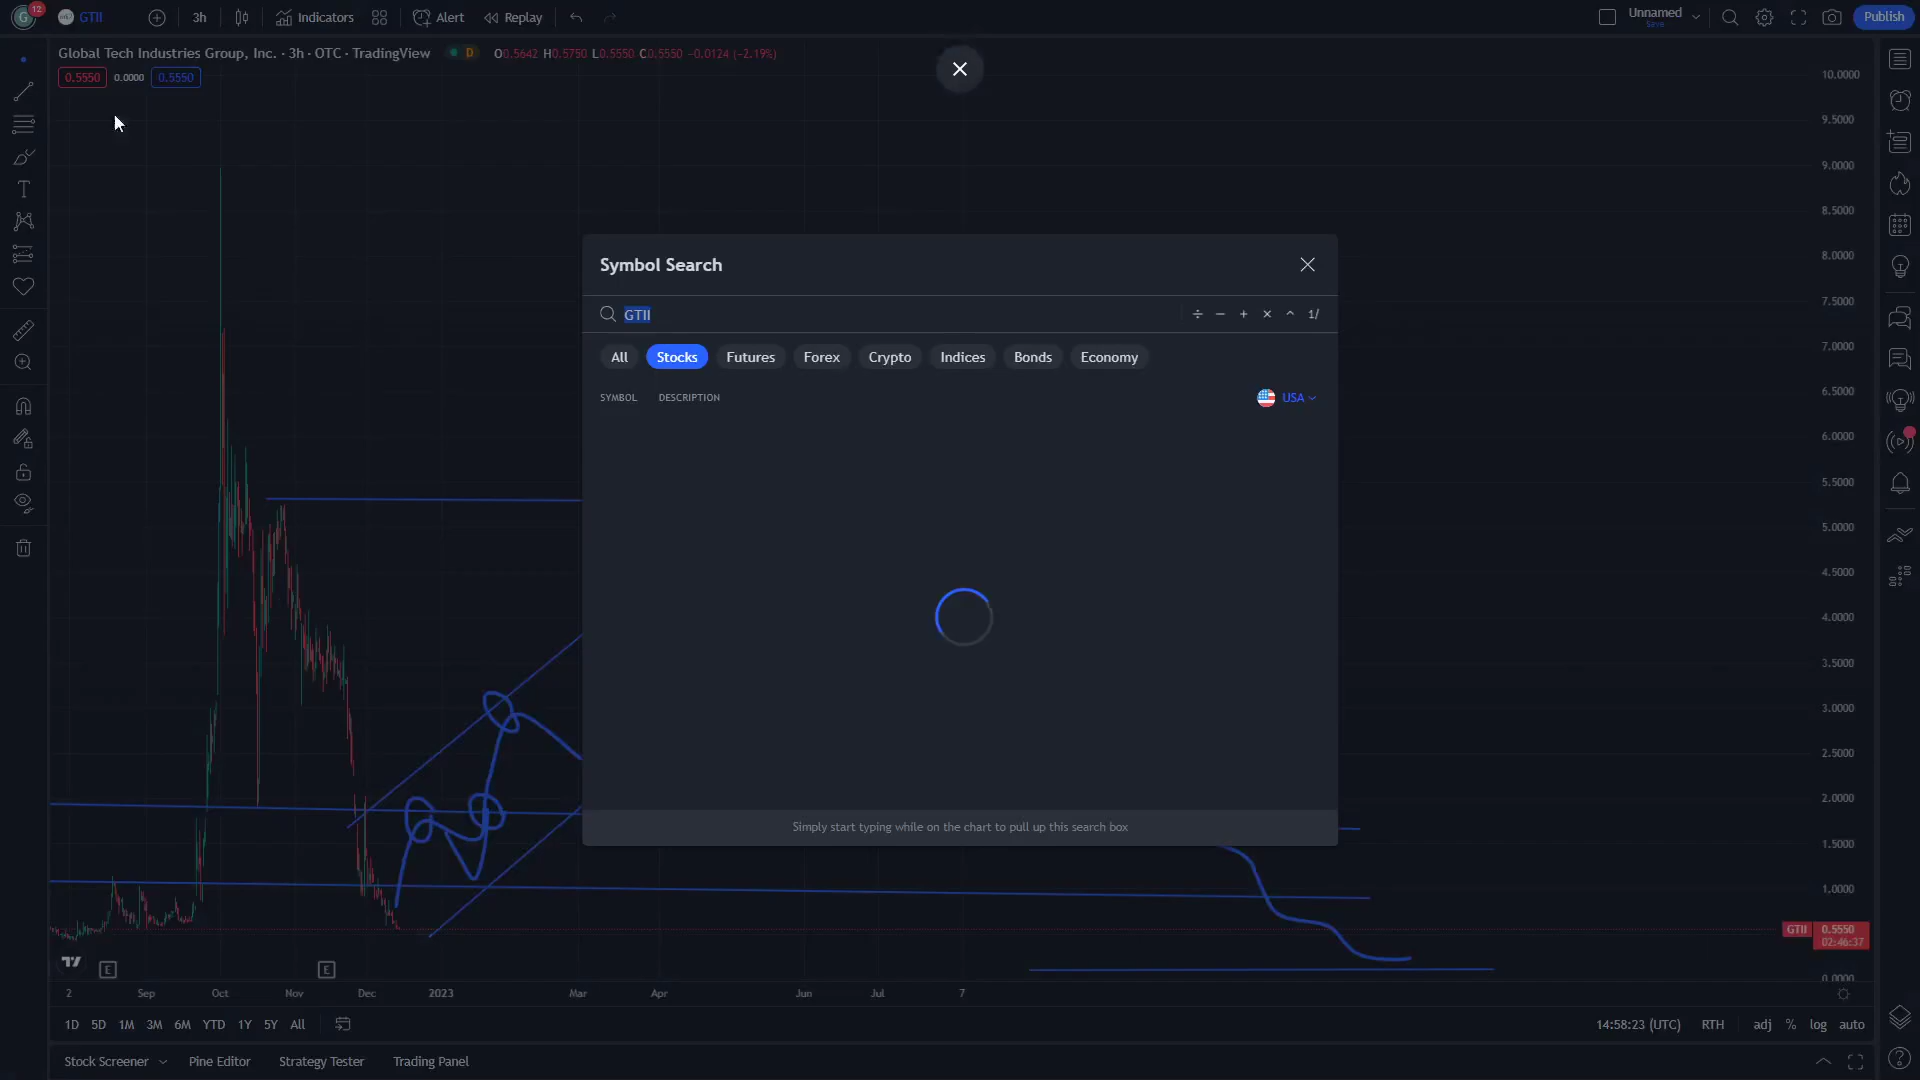 G 12 GTII 3h Indicators Alert Replay Unnamed Save Publish
Global Tech Industries Group, Inc. · 3h · OTC · TradingView D O0.5642 H0.5750 L0.5550 C0.5550 −0.0124 (−2.19%)
0.5550 0.0000 0.5550
10.0000
9.5000
9.0000
8.5000
8.0000
7.5000
7.0000
6.5000
6.0000
5.5000
5.0000
4.5000
4.0000
3.5000
3.0000
2.5000
2.0000
1.5000
1.0000
GTII 0.5550
02:46:37
0.0000
Symbol Search
GTII ÷ − + × ^ 1/
All Stocks Futures Forex Crypto Indices Bonds Economy
SYMBOL DESCRIPTION USA
Simply start typing while on the chart to pull up this search box
E E
2 Sep Oct Nov Dec 2023 Mar Apr Jun Jul 7
1D 5D 1M 3M 6M YTD 1Y 5Y All 14:58:23 (UTC) RTH adj % log auto
Stock Screener Pine Editor Strategy Tester Trading Panel